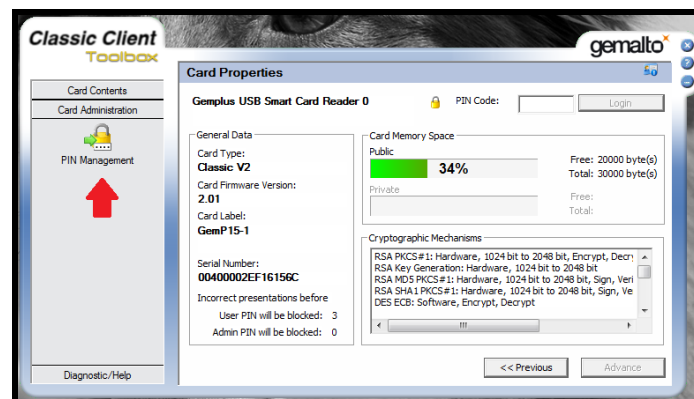 Classic Client
Toolbox
gemalto
Card Contents
Card Administration
PIN Management
Diagnostic/Help
Card Properties
Gemplus USB Smart Card Reader 0
PIN Code:
Login
General Data
Card Type:
Classic V2
Card Firmware Version:
2.01
Card Label:
GemP15-1
Serial Number:
00400002EF16156C
Incorrect presentations before
User PIN will be blocked: 3
Admin PIN will be blocked: 0
Card Memory Space
Public
34%
Free: 20000 byte(s)
Total: 30000 byte(s)
Private
Free:
Total:
Cryptographic Mechanisms
RSA PKCS#1: Hardware, 1024 bit to 2048 bit, Encrypt, Decry
RSA Key Generation: Hardware, 1024 bit to 2048 bit
RSA MD5 PKCS#1: Hardware, 1024 bit to 2048 bit, Sign, Veri
RSA SHA1 PKCS#1: Hardware, 1024 bit to 2048 bit, Sign, Ve
DES ECB: Software, Encrypt, Decrypt
<< Previous
Advance